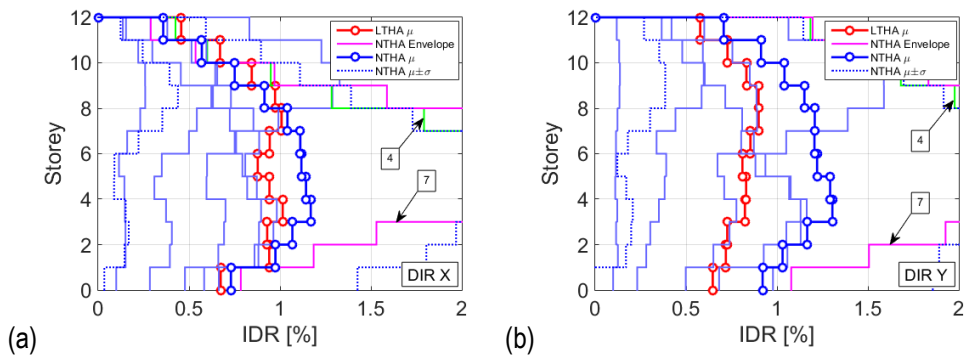 12
10
8
6
4
2
0
Storey
0
0.5
1
1.5
2
IDR [%]
LTHA μ
NTHA Envelope
NTHA μ
NTHA μ±σ
4
7
DIR X
(a)
12
10
8
6
4
2
0
Storey
0
0.5
1
1.5
2
IDR [%]
LTHA μ
NTHA Envelope
NTHA μ
NTHA μ±σ
4
7
DIR Y
(b)